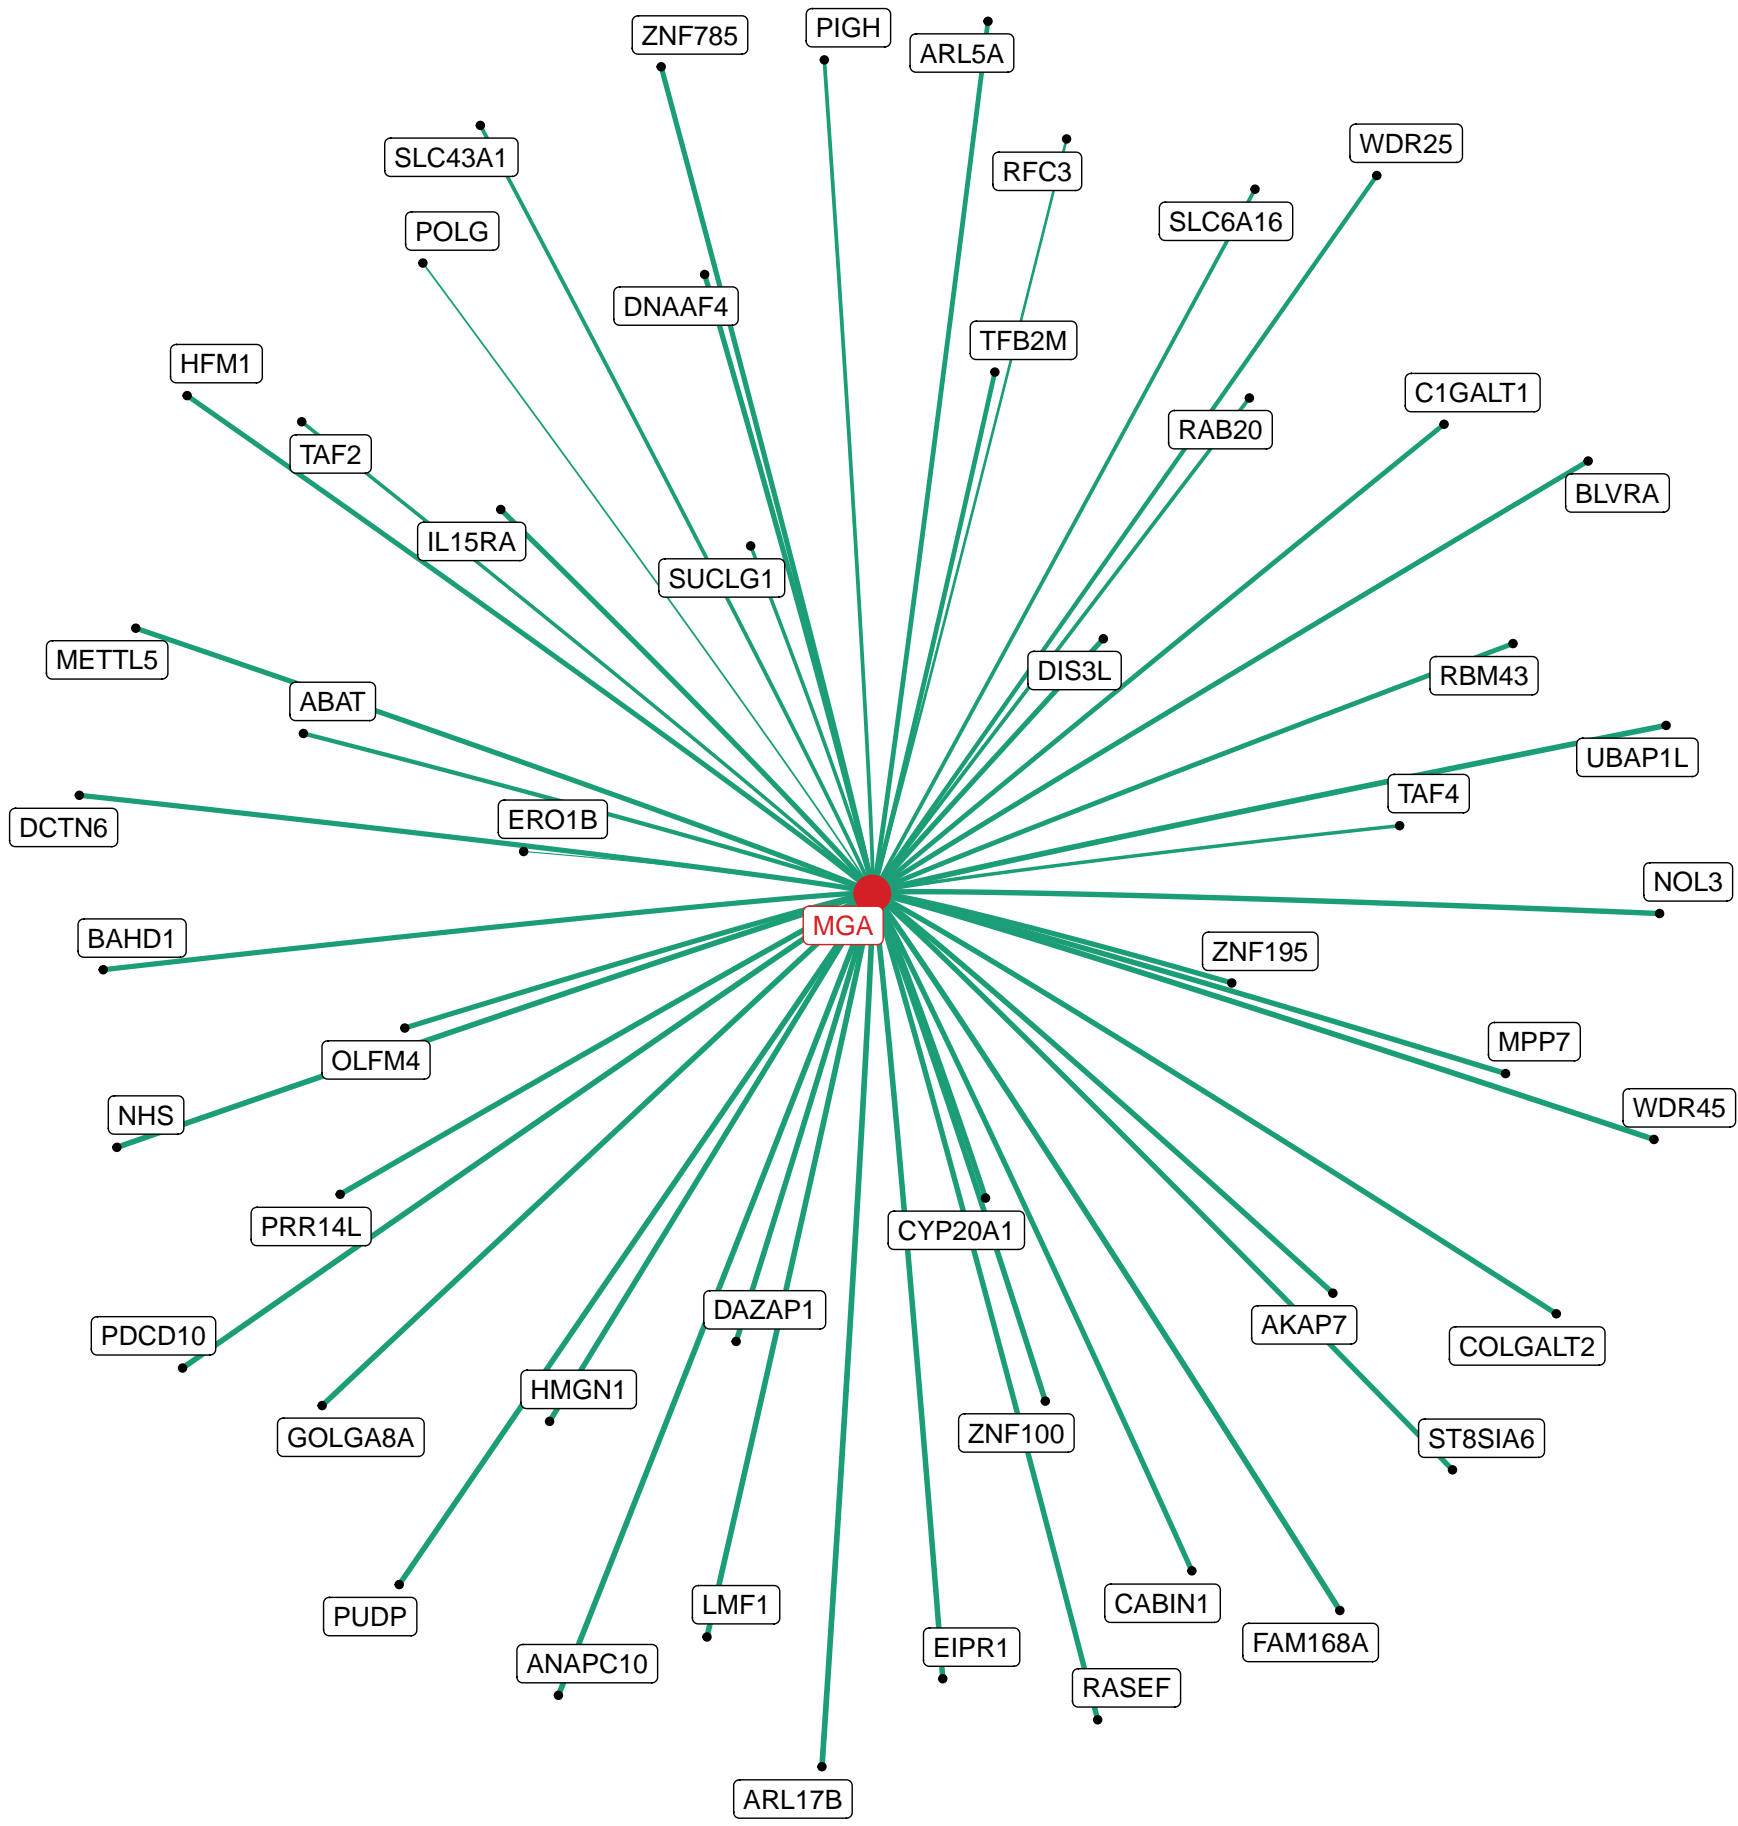 PIGH
ZNF785
ARL5A
WDR25
SLC43A1
RFC3
SLC6A16
POLG
DNAAF4
TFB2M
HFM1
C1GALT1
RAB20
TAF2
BLVRA
IL15RA
SUCLG1
METTL5
DIS3L
RBM43
ABAT
UBAP1L
TAF4
ERO1B
DCTN6
NOL3
MGA
BAHD1
ZNF195
MPP7
OLFM4
WDR45
NHS
PRR14L
CYP20A1
DAZAP1
AKAP7
PDCD10
COLGALT2
HMGN1
ZNF100
GOLGA8A
ST8SIA6
CABIN1
LMF1
PUDP
FAM168A
EIPR1
ANAPC10
RASEF
ARL17B